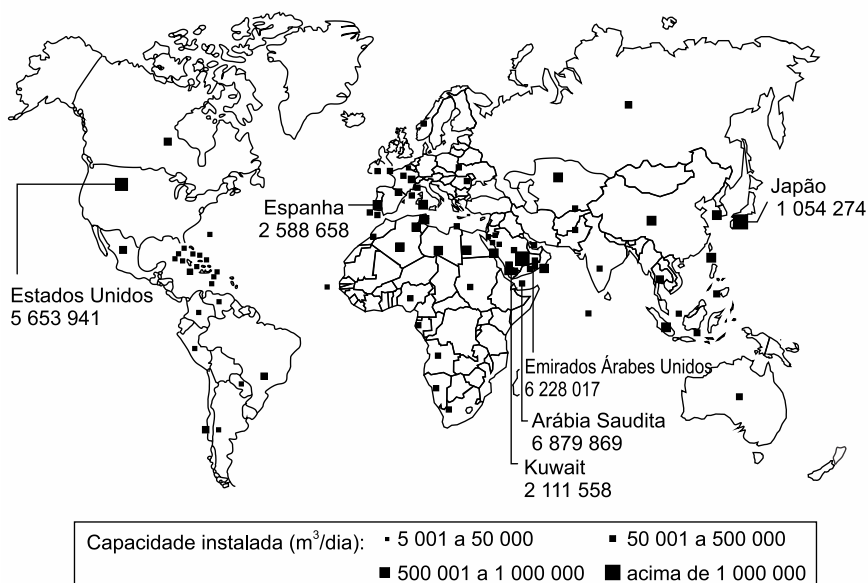 Japão
1 054 274
Espanha
2 588 658
Estados Unidos
5 653 941
Emirados Árabes Unidos
6 228 017
Arábia Saudita
6 879 869
Kuwait
2 111 558
Capacidade instalada (m³/dia): 5 001 a 50 000 50 001 a 500 000
500 001 a 1 000 000 acima de 1 000 000